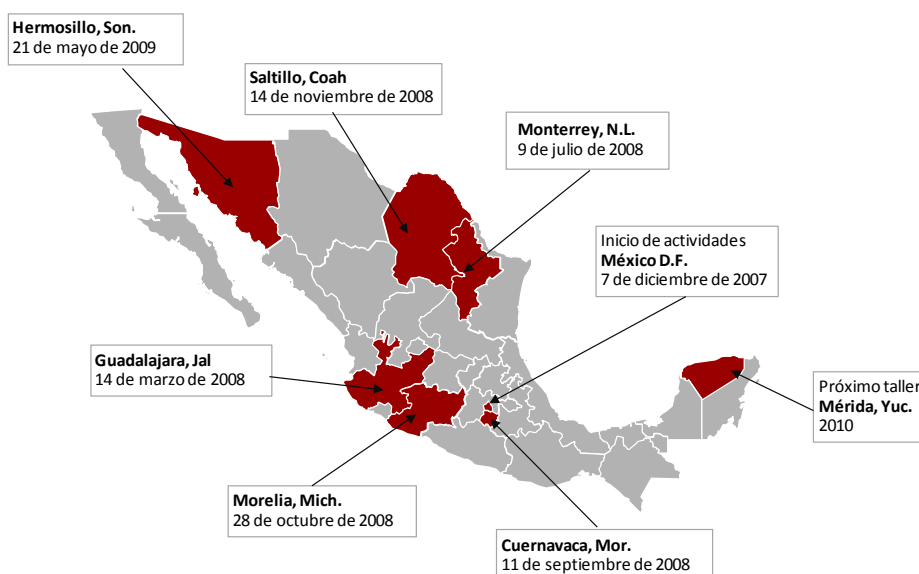 Hermosillo, Son.
21 de mayo de 2009
Saltillo, Coah
14 de noviembre de 2008
Monterrey, N.L.
9 de julio de 2008
Inicio de actividades
México D.F.
7 de diciembre de 2007
Guadalajara, Jal
14 de marzo de 2008
Próximo taller
Mérida, Yuc.
2010
Morelia, Mich.
28 de octubre de 2008
Cuernavaca, Mor.
11 de septiembre de 2008